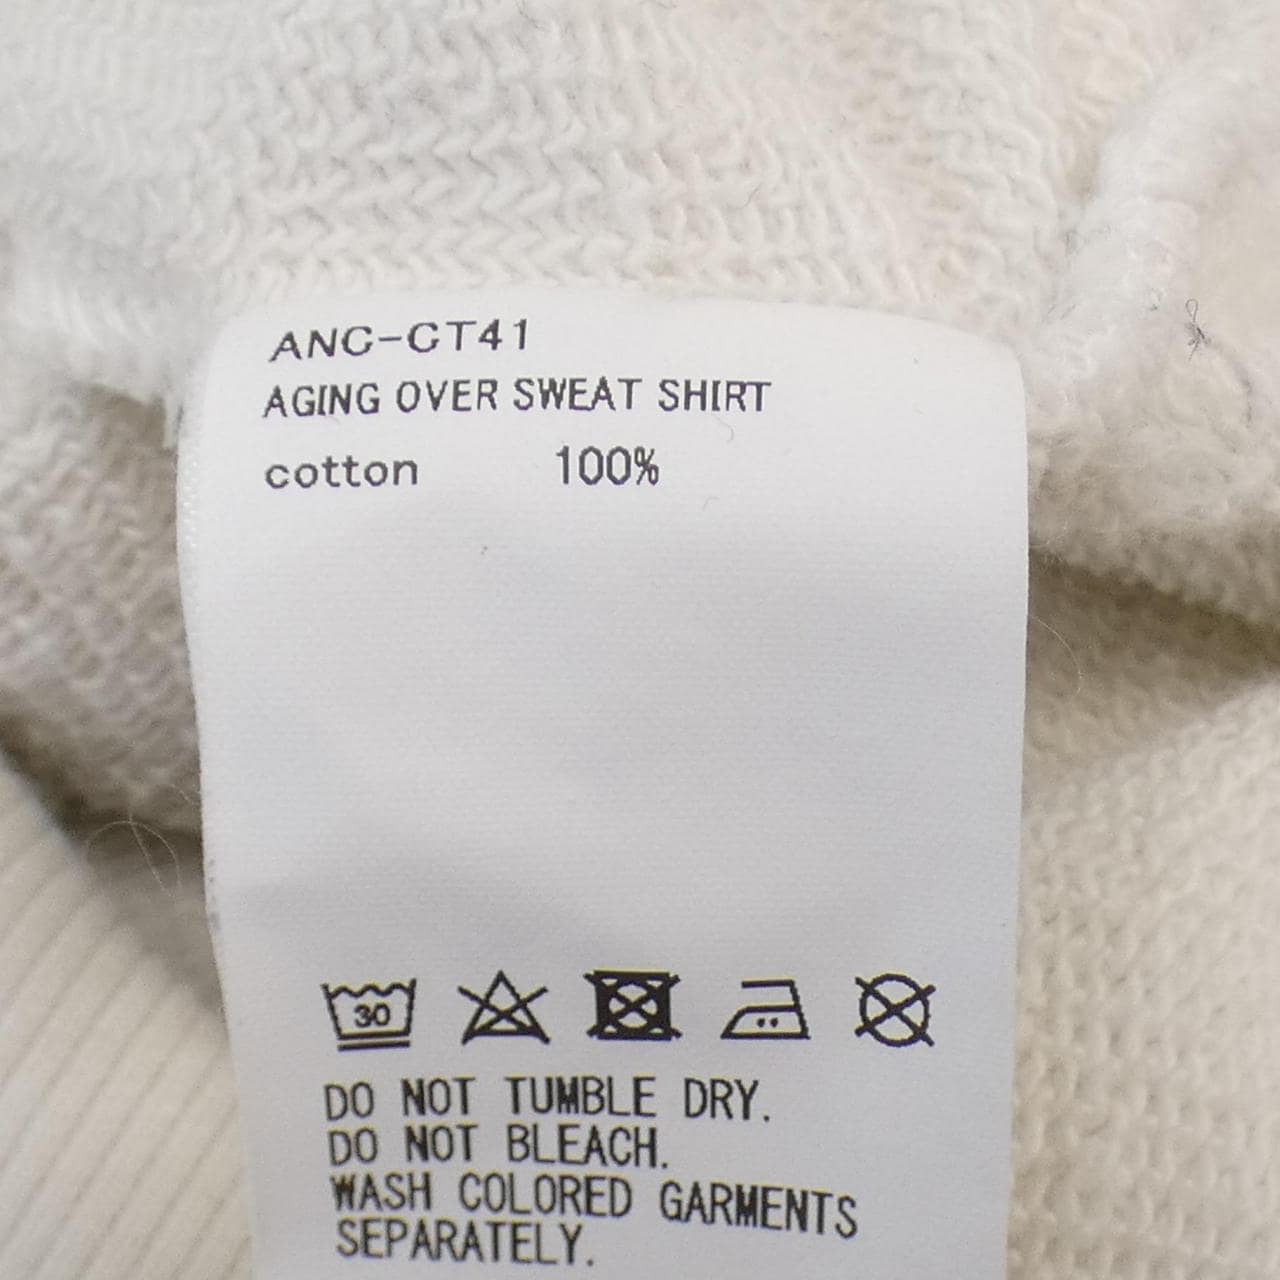 ANC-CT41
AGING OVER SWEAT SHIRT
cotton 100%
30
DO NOT TUMBLE DRY.
DO NOT BLEACH.
WASH COLORED GARMENTS
SEPARATELY.